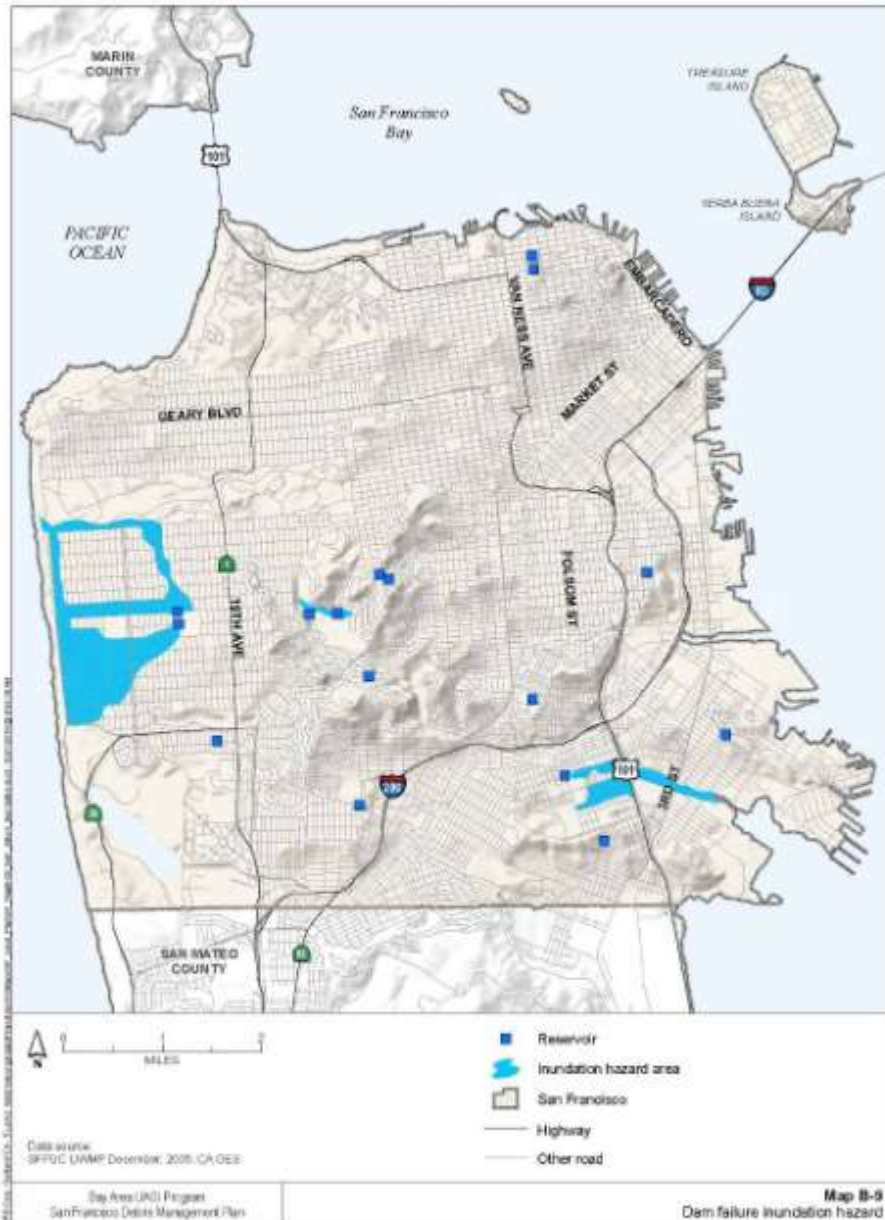 MARIN
COUNTY
San Francisco
Bay
TREASURE
ISLAND
101
YERBA BUENA
ISLAND
PACIFIC
OCEAN
EMBARCADERO
80
VAN NESS AVE
MARKET ST
GEARY BLVD
19TH AVE
FOLSOM ST
101
3RD ST
280
SAN MATEO
COUNTY
N
0
2
MILES
Reservoir
Inundation hazard area
San Francisco
Highway
Other road
Data source:
SFPUC UWMP December, 2005, CA OES
Bay Area UASI Program
San Francisco Debris Management Plan
Map B-9
Dam failure inundation hazard